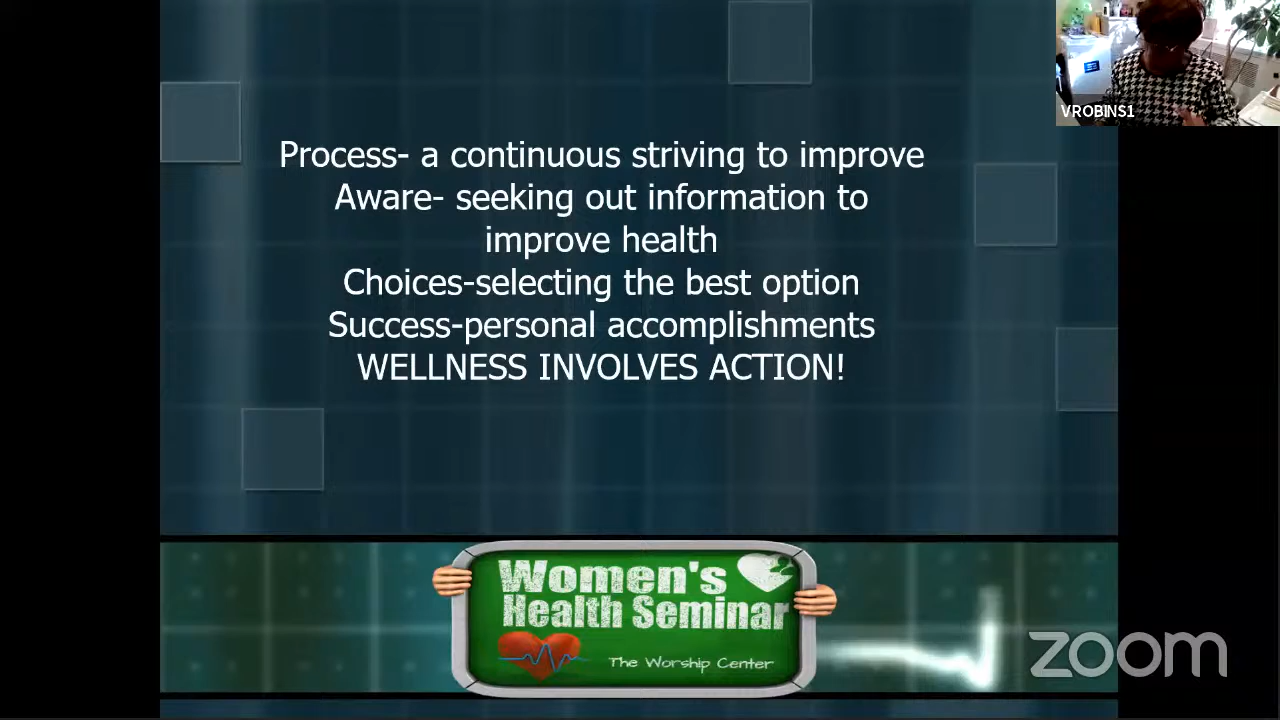 VROBINS1
Process- a continuous striving to improve
Aware- seeking out information to
improve health
Choices-selecting the best option
Success-personal accomplishments
WELLNESS INVOLVES ACTION!
Women's
Health Seminar
The Worship Center
zoom